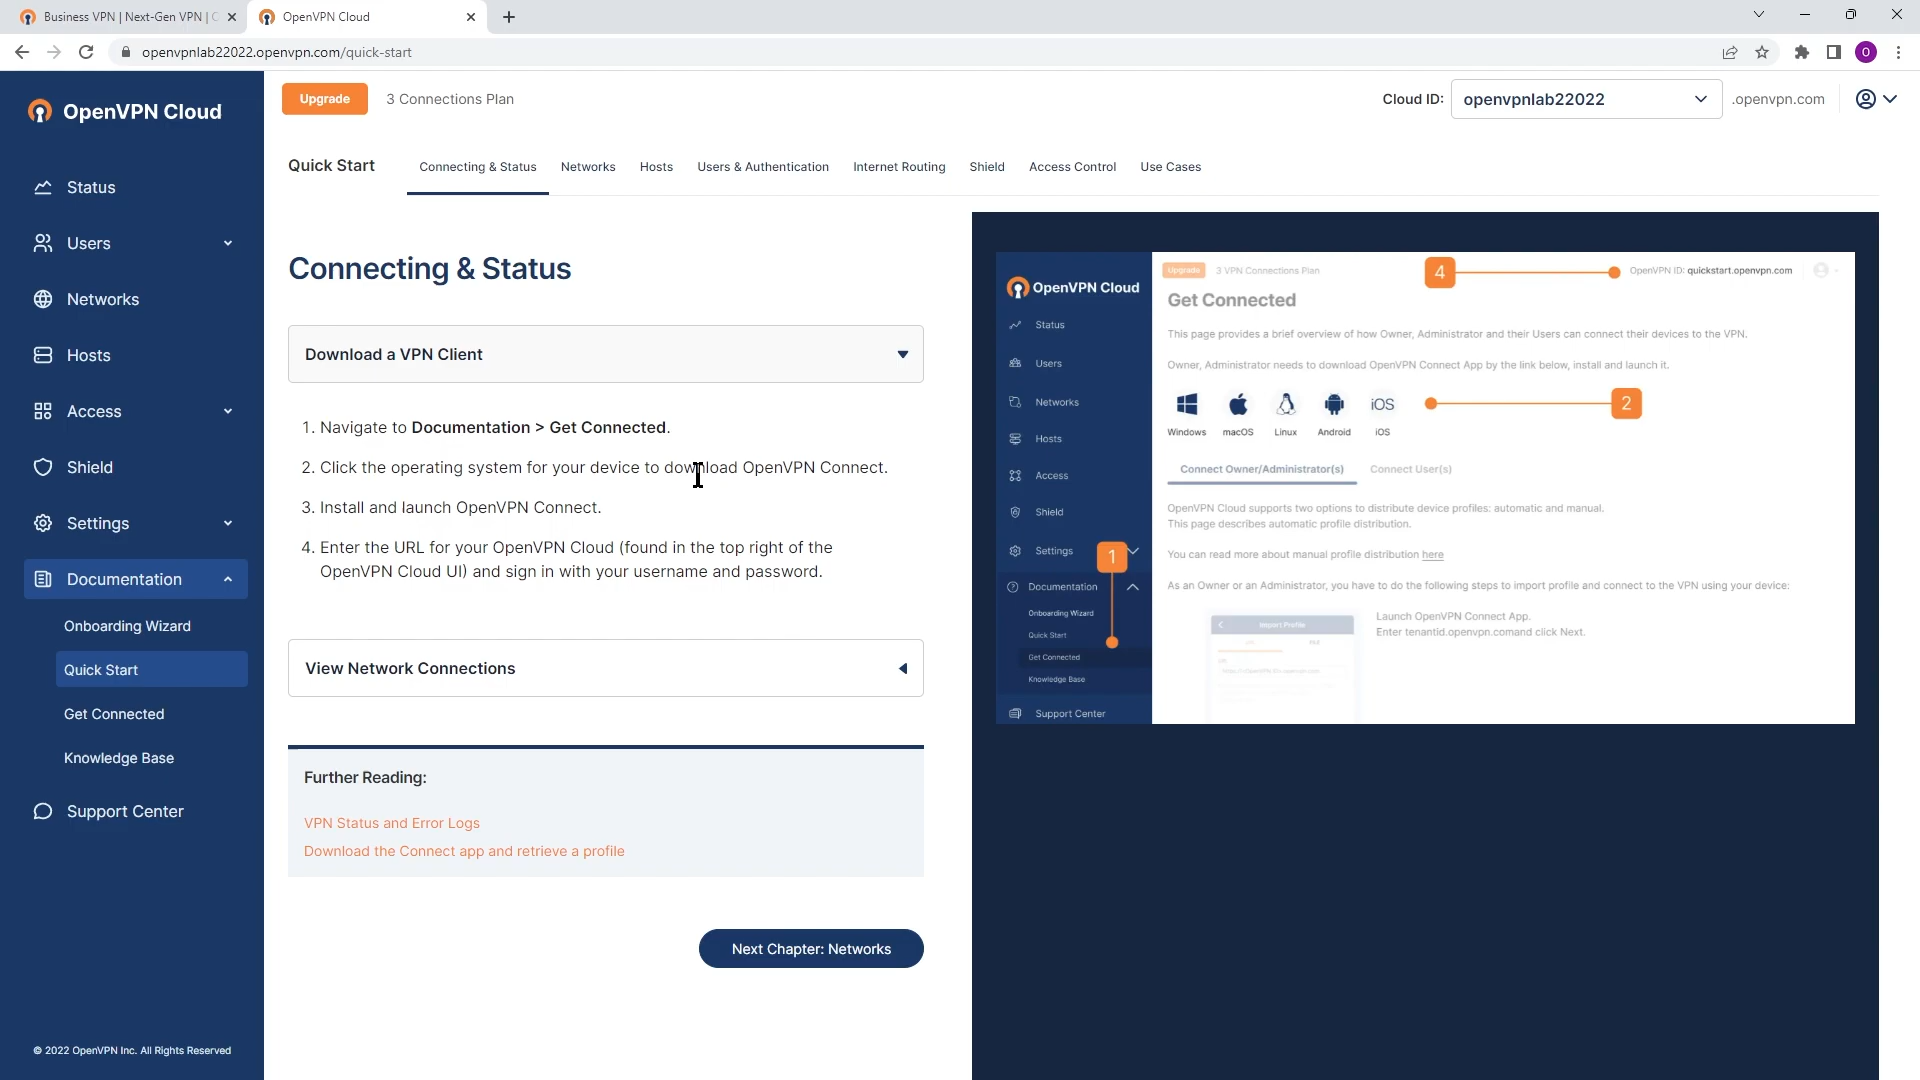 Business VPN | Next-Gen VPN |
OpenVPN Cloud
openvpnlab22022.openvpn.com/quick-start
O
OpenVPN Cloud
Upgrade
3 Connections Plan
Cloud ID:
openvpnlab22022
.openvpn.com
Status
Users
Networks
Hosts
Access
Shield
Settings
Documentation
Onboarding Wizard
Quick Start
Get Connected
Knowledge Base
Support Center
© 2022 OpenVPN Inc. All Rights Reserved
Quick Start
Connecting & Status
Networks
Hosts
Users & Authentication
Internet Routing
Shield
Access Control
Use Cases
Connecting & Status
Download a VPN Client
1. Navigate to Documentation > Get Connected.
2. Click the operating system for your device to download OpenVPN Connect.
3. Install and launch OpenVPN Connect.
4. Enter the URL for your OpenVPN Cloud (found in the top right of the
OpenVPN Cloud UI) and sign in with your username and password.
View Network Connections
Further Reading:
VPN Status and Error Logs
Download the Connect app and retrieve a profile
Next Chapter: Networks
OpenVPN Cloud
Status
Users
Networks
Hosts
Access
Shield
Settings
1
Documentation
Onboarding Wizard
Quick Start
Get Connected
Knowledge Base
Support Center
Upgrade
3 VPN Connections Plan
4
OpenVPN ID: quickstart.openvpn.com
Get Connected
This page provides a brief overview of how Owner, Administrator and their Users can connect their devices to the VPN.
Owner, Administrator needs to download OpenVPN Connect App by the link below, install and launch it.
iOS
2
Windows
macOS
Linux
Android
iOS
Connect Owner/Administrator(s)
Connect User(s)
OpenVPN Cloud supports two options to distribute device profiles: automatic and manual.
This page describes automatic profile distribution.
You can read more about manual profile distribution here
As an Owner or an Administrator, you have to do the following steps to import profile and connect to the VPN using your device:
Import Profile
Launch OpenVPN Connect App.
Enter tenantid.openvpn.comand click Next.